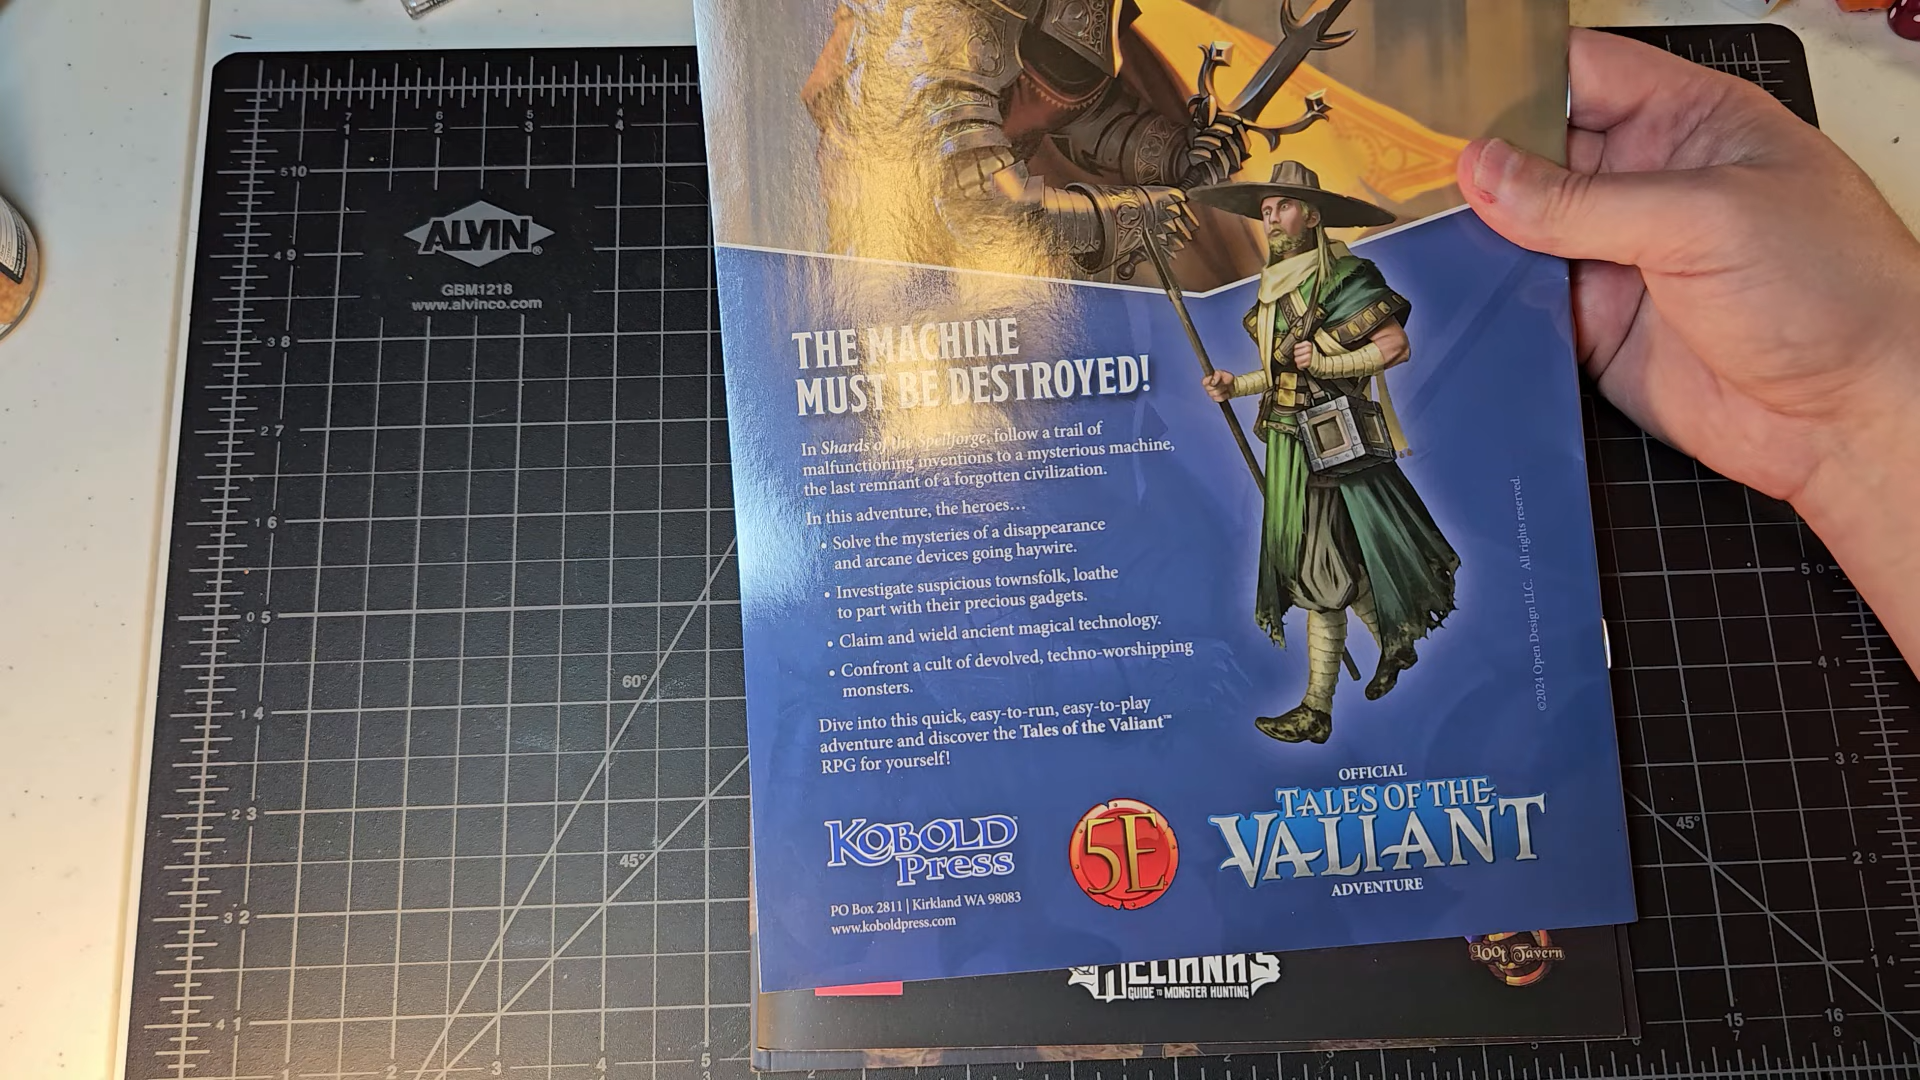 ALVIN
GBM1218
www.alvinco.com
THE MACHINE
MUST BE DESTROYED!
In Shards of the Spellforge, follow a trail of
malfunctioning inventions to a mysterious machine,
the last remnant of a forgotten civilization.
In this adventure, the heroes…
• Solve the mysteries of a disappearance
and arcane devices going haywire.
• Investigate suspicious townsfolk, loathe
to part with their precious gadgets.
• Claim and wield ancient magical technology.
• Confront a cult of devolved, techno-worshipping
monsters.
Dive into this quick, easy-to-run, easy-to-play
adventure and discover the Tales of the Valiant™
RPG for yourself!
©2024 Open Design LLC. All rights reserved.
KOBOLD
Press
PO Box 2811 | Kirkland WA 98083
www.koboldpress.com
5E
OFFICIAL
TALES OF THE
VALIANT
ADVENTURE
HELIANA'S
GUIDE TO MONSTER HUNTING
Loot Tavern
60°
45°
45°